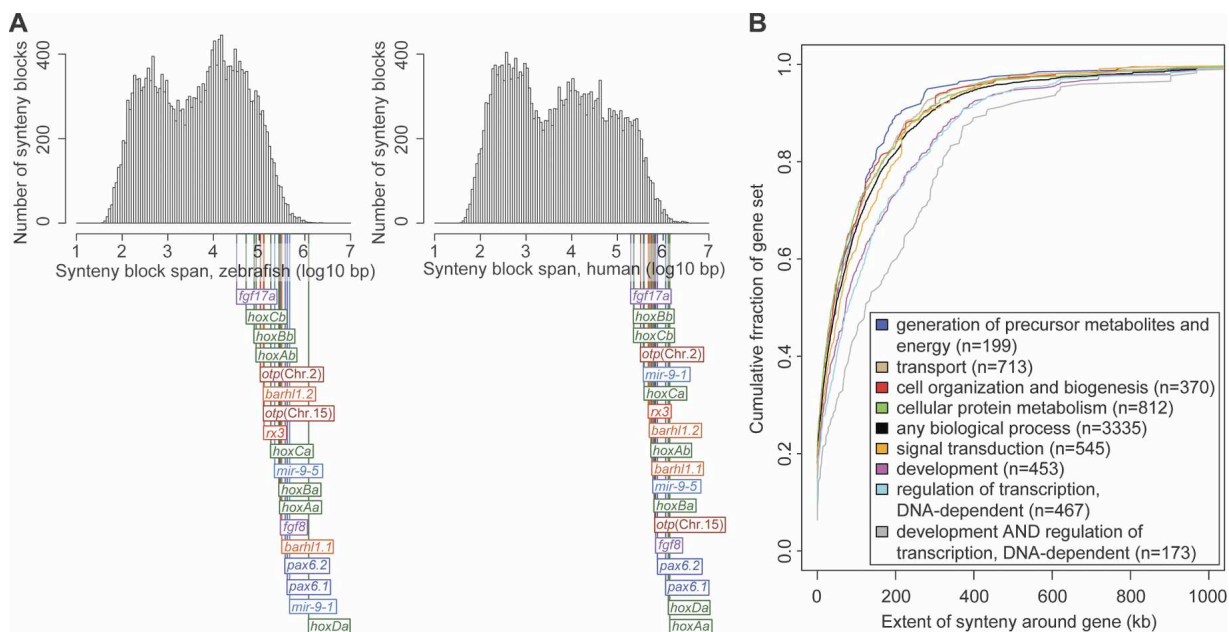 A
Number of synteny blocks
400
200
0
1 2 3 4 5 6 7
Synteny block span, zebrafish (log10 bp)
fgf17a
hoxCb
hoxBb
hoxAb
otp(Chr.2)
barhl1.2
otp(Chr.15)
rx3
hoxCa
mir-9-5
hoxBa
hoxAa
fgf8
barhl1.1
pax6.2
pax6.1
mir-9-1
hoxDa
Number of synteny blocks
400
200
0
1 2 3 4 5 6 7
Synteny block span, human (log10 bp)
fgf17a
hoxBb
hoxCb
otp(Chr.2)
mir-9-1
hoxCa
rx3
barhl1.2
hoxAb
barhl1.1
mir-9-5
hoxBa
otp(Chr.15)
fgf8
pax6.2
pax6.1
hoxDa
hoxAa
B
Cumulative frraction of gene set
1.0
0.8
0.6
0.4
0.2
0.0
generation of precursor metabolites and
energy (n=199)
transport (n=713)
cell organization and biogenesis (n=370)
cellular protein metabolism (n=812)
any biological process (n=3335)
signal transduction (n=545)
development (n=453)
regulation of transcription,
DNA-dependent (n=467)
development AND regulation of
transcription, DNA-dependent (n=173)
0 200 400 600 800 1000
Extent of synteny around gene (kb)